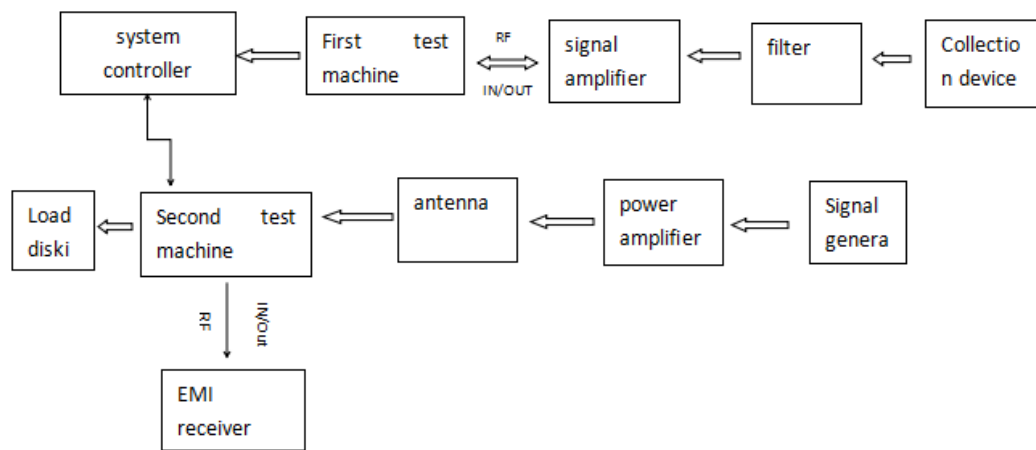 system
controller
First test
machine
RF
IN/OUT
signal
amplifier
filter
Collectio
n device
Load
diski
Second test
machine
antenna
power
amplifier
Signal
genera
RF
IN/Out
EMI
receiver